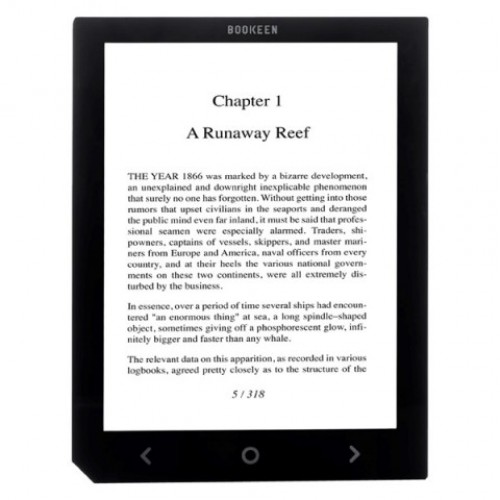 BOOKEEN
Chapter 1
A Runaway Reef
THE YEAR 1866 was marked by a bizarre development,
an unexplained and downright inexplicable phenomenon
that surely no one has forgotten. Without getting into those
rumors that upset civilians in the seaports and deranged
the public mind even far inland, it must be said that profes-
sional seamen were especially alarmed. Traders, shi-
powners, captains of vessels, skippers, and master mari-
ners from Europe and America, naval officers from every
country, and at their heels the various national govern-
ments on these two continents, were all extremely dis-
turbed by the business.
In essence, over a period of time several ships had encoun-
tered "an enormous thing" at sea, a long spindle-shaped
object, sometimes giving off a phosphorescent glow, infi-
nitely bigger and faster than any whale.
The relevant data on this apparition, as recorded in various
logbooks, agreed pretty closely as to the structure of the
5 / 318